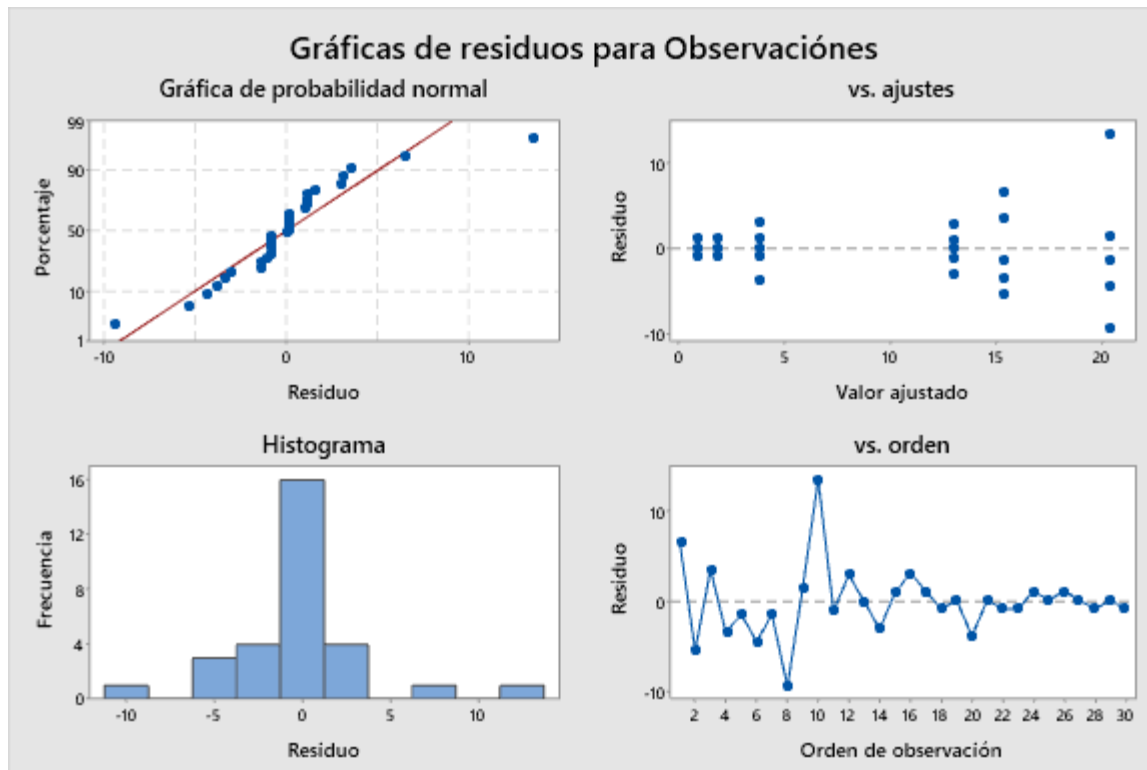 Gráficas de residuos para Observaciónes
Gráfica de probabilidad normal
99
90
50
10
1
Porcentaje
-10
0
10
Residuo
vs. ajustes
10
0
-10
Residuo
0
5
10
15
20
Valor ajustado
Histograma
16
12
8
4
0
Frecuencia
-10
-5
0
5
10
Residuo
vs. orden
10
0
-10
Residuo
2 4 6 8 10 12 14 16 18 20 22 24 26 28 30
Orden de observación